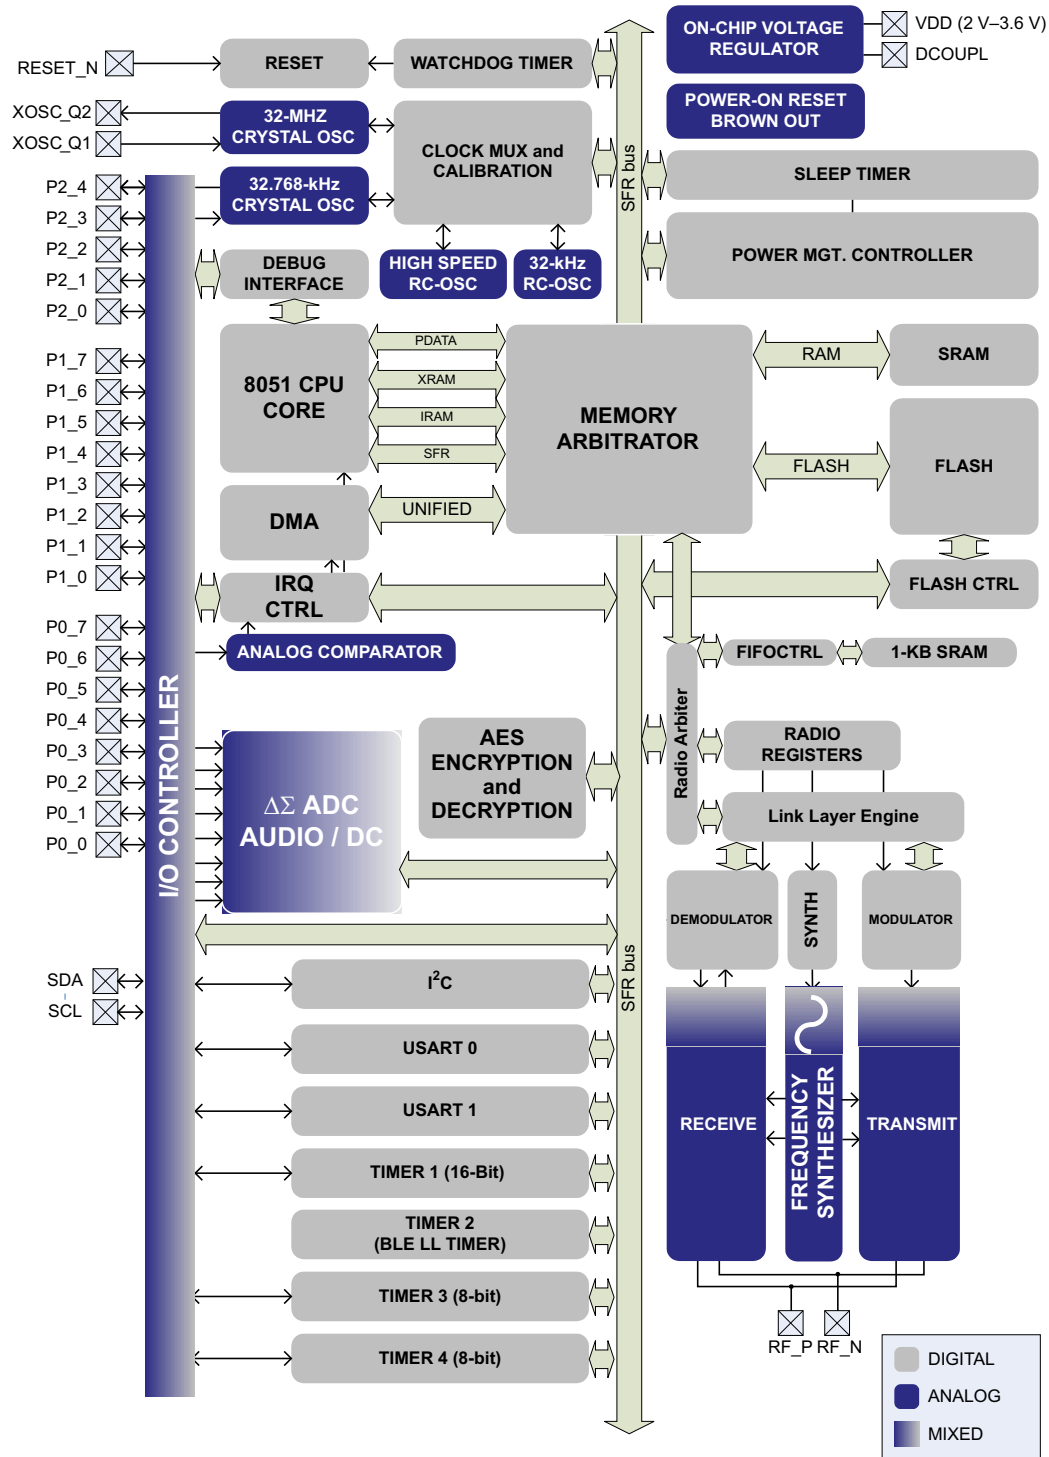 ON-CHIP VOLTAGE
REGULATOR
VDD (2 V–3.6 V)
DCOUPL
RESET_N
RESET
WATCHDOG TIMER
POWER-ON RESET
BROWN OUT
XOSC_Q2
XOSC_Q1
32-MHZ
CRYSTAL OSC
CLOCK MUX and
CALIBRATION
SFR bus
SLEEP TIMER
P2_4
P2_3
P2_2
P2_1
P2_0
32.768-kHz
CRYSTAL OSC
POWER MGT. CONTROLLER
DEBUG
INTERFACE
HIGH SPEED
RC-OSC
32-kHz
RC-OSC
P1_7
P1_6
P1_5
P1_4
P1_3
P1_2
P1_1
P1_0
8051 CPU
CORE
PDATA
XRAM
IRAM
SFR
MEMORY
ARBITRATOR
RAM
SRAM
FLASH
FLASH
DMA
UNIFIED
IRQ
CTRL
FLASH CTRL
P0_7
P0_6
P0_5
P0_4
P0_3
P0_2
P0_1
P0_0
ANALOG COMPARATOR
FIFOCTRL
1-KB SRAM
I/O CONTROLLER
Radio Arbiter
RADIO
REGISTERS
AES
ENCRYPTION
and
DECRYPTION
ΔΣ ADC
AUDIO / DC
Link Layer Engine
DEMODULATOR
SYNTH
MODULATOR
SFR bus
SDA
SCL
I2C
USART 0
USART 1
TIMER 1 (16-Bit)
TIMER 2
(BLE LL TIMER)
TIMER 3 (8-bit)
TIMER 4 (8-bit)
RECEIVE
FREQUENCY
SYNTHESIZER
TRANSMIT
RF_P
RF_N
DIGITAL
ANALOG
MIXED